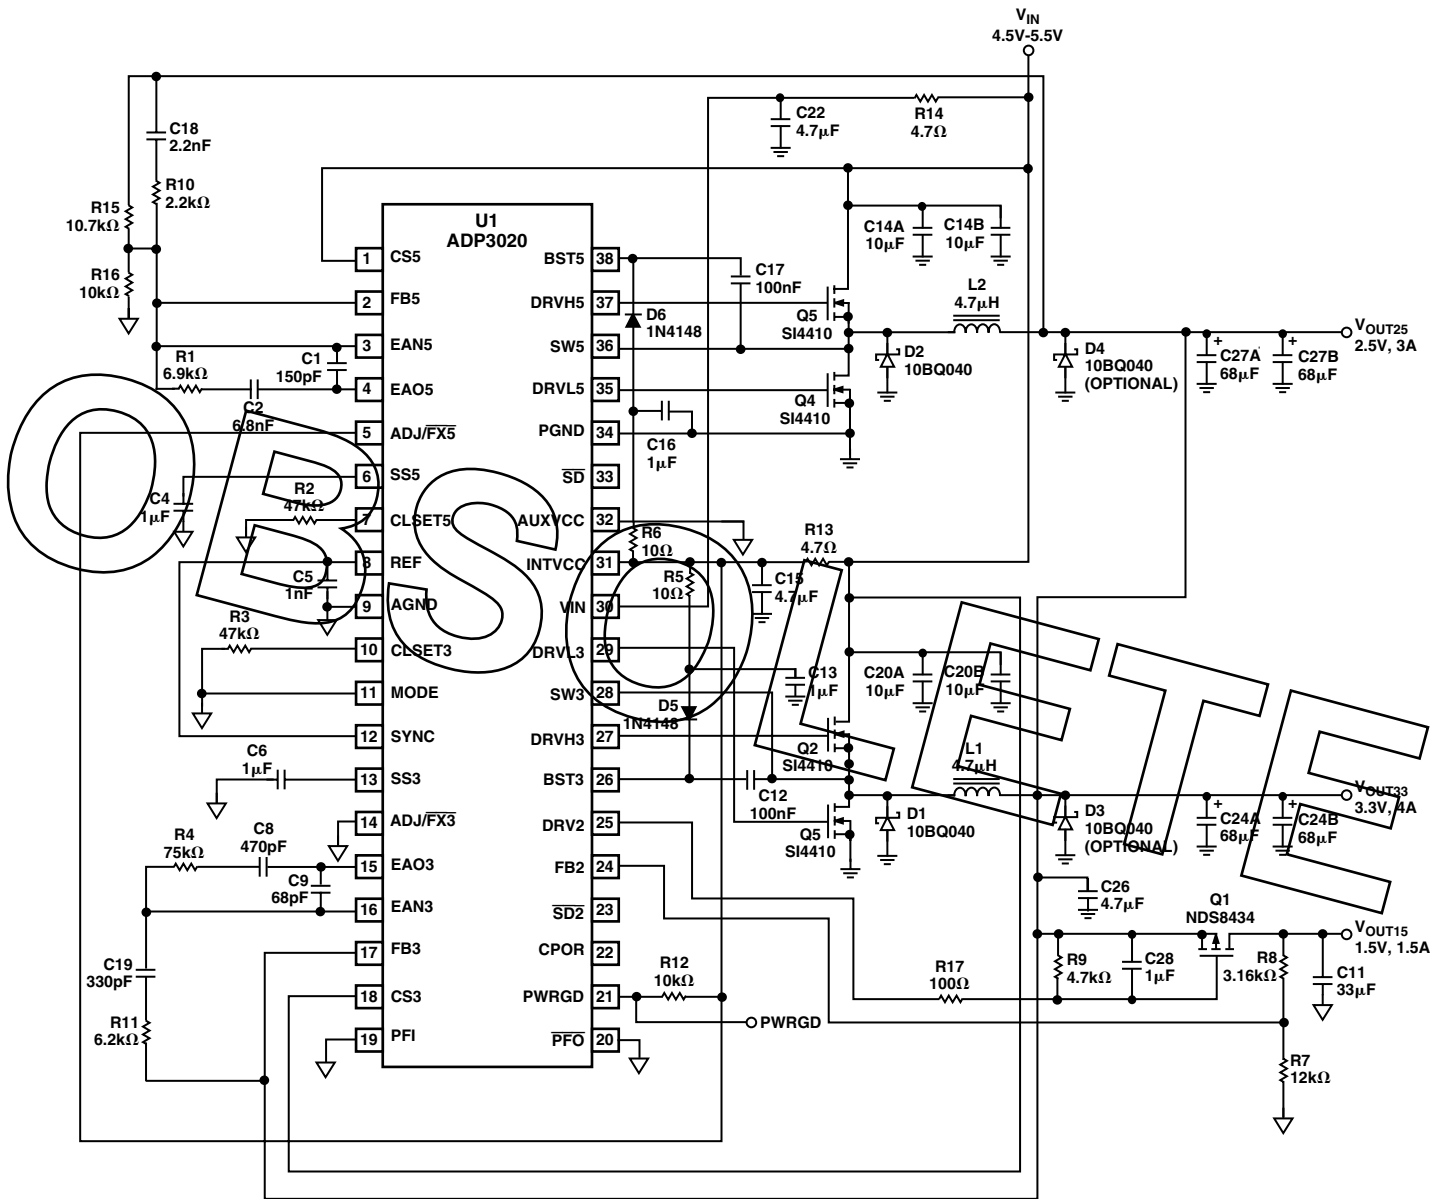 VIN
4.5V-5.5V
C22
4.7μF
R14
4.7Ω
C18
2.2nF
R10
2.2kΩ
R15
10.7kΩ
R16
10kΩ
R1
6.9kΩ
C1
150pF
C2
6.8nF
C4
1μF
R2
47kΩ
C5
1nF
R3
47kΩ
C6
1μF
R4
75kΩ
C8
470pF
C9
68pF
C19
330pF
R11
6.2kΩ
U1
ADP3020
1 CS5
2 FB5
3 EAN5
4 EAO5
5 ADJ/FX5
6 SS5
7 CLSET5
8 REF
9 AGND
10 CLSET3
11 MODE
12 SYNC
13 SS3
14 ADJ/FX3
15 EAO3
16 EAN3
17 FB3
18 CS3
19 PFI
BST5 38
DRVH5 37
SW5 36
DRVL5 35
PGND 34
SD 33
AUXVCC 32
INTVCC 31
VIN 30
DRVL3 29
SW3 28
DRVH3 27
BST3 26
DRV2 25
FB2 24
SD2 23
CPOR 22
PWRGD 21
PFO 20
C17
100nF
D6
1N4148
C16
1μF
Q5
SI4410
Q4
SI4410
C14A
10μF
C14B
10μF
L2
4.7μH
D2
10BQ040
D4
10BQ040
(OPTIONAL)
C27A
68μF
C27B
68μF
VOUT25
2.5V, 3A
R6
10Ω
R5
10Ω
C15
4.7μF
R13
4.7Ω
C13
1μF
D5
1N4148
C12
100nF
Q2
SI4410
Q5
SI4410
C20A
10μF
C20B
10μF
L1
4.7μH
D1
10BQ040
D3
10BQ040
(OPTIONAL)
C24A
68μF
C24B
68μF
VOUT33
3.3V, 4A
C26
4.7μF
Q1
NDS8434
R9
4.7kΩ
C28
1μF
R8
3.16kΩ
C11
33μF
VOUT15
1.5V, 1.5A
R17
100Ω
R12
10kΩ
PWRGD
R7
12kΩ
OBSOLETE